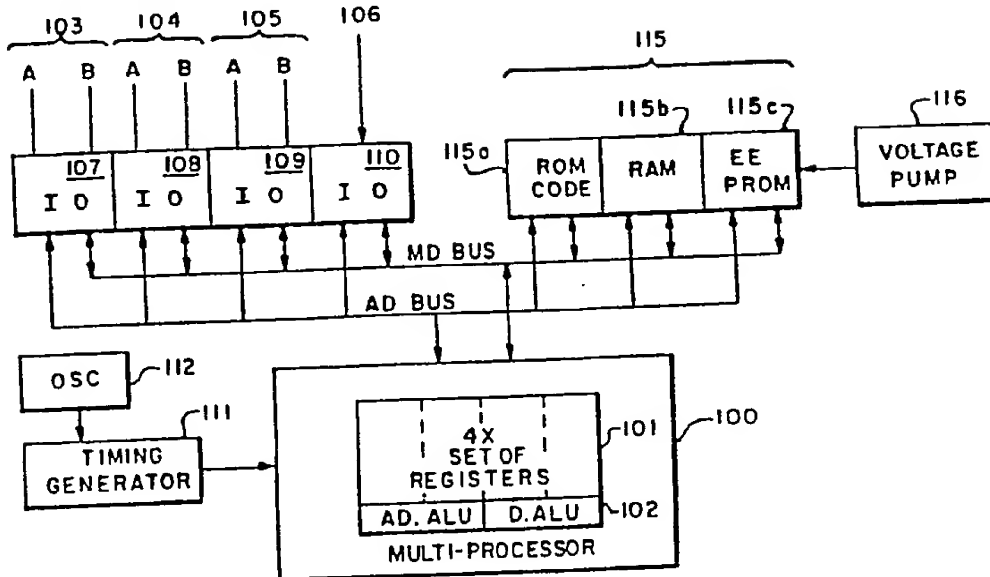 103 104 105 106
A B A B A B
115
115b 115c
116
107 108 109 110
I O I O I O I O
115a
ROM CODE
RAM
EE PROM
VOLTAGE PUMP
MD BUS
AD BUS
OSC
112
111
TIMING GENERATOR
100
101
4X
SET OF
REGISTERS
AD. ALU D. ALU
102
MULTI-PROCESSOR